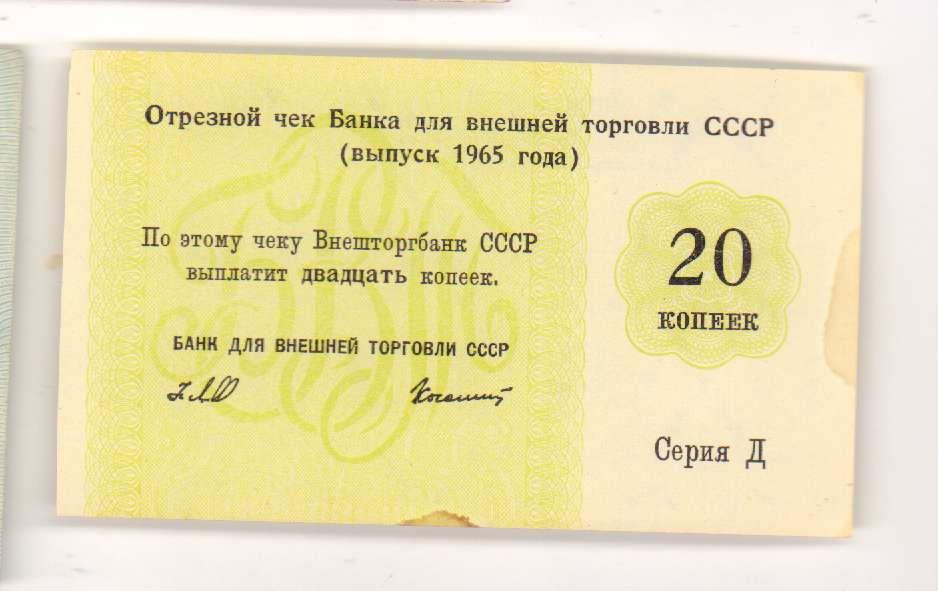 Отрезной чек Банка для внешней торговли СССР
(выпуск 1965 года)
По этому чеку Внешторгбанк СССР
выплатит двадцать копеек.
20
КОПЕЕК
БАНК ДЛЯ ВНЕШНЕЙ ТОРГОВЛИ СССР
Серия Д